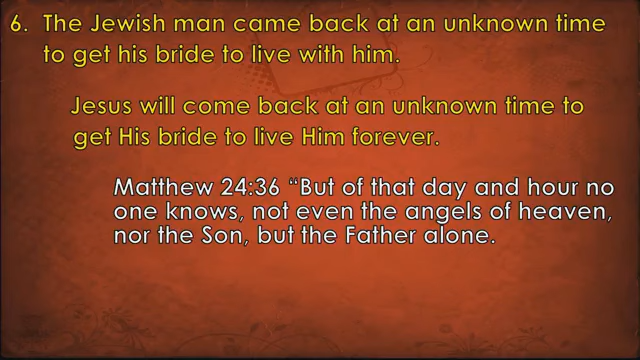 6. The Jewish man came back at an unknown time
to get his bride to live with him.
Jesus will come back at an unknown time to
get His bride to live Him forever.
Matthew 24:36 “But of that day and hour no
one knows, not even the angels of heaven,
nor the Son, but the Father alone.